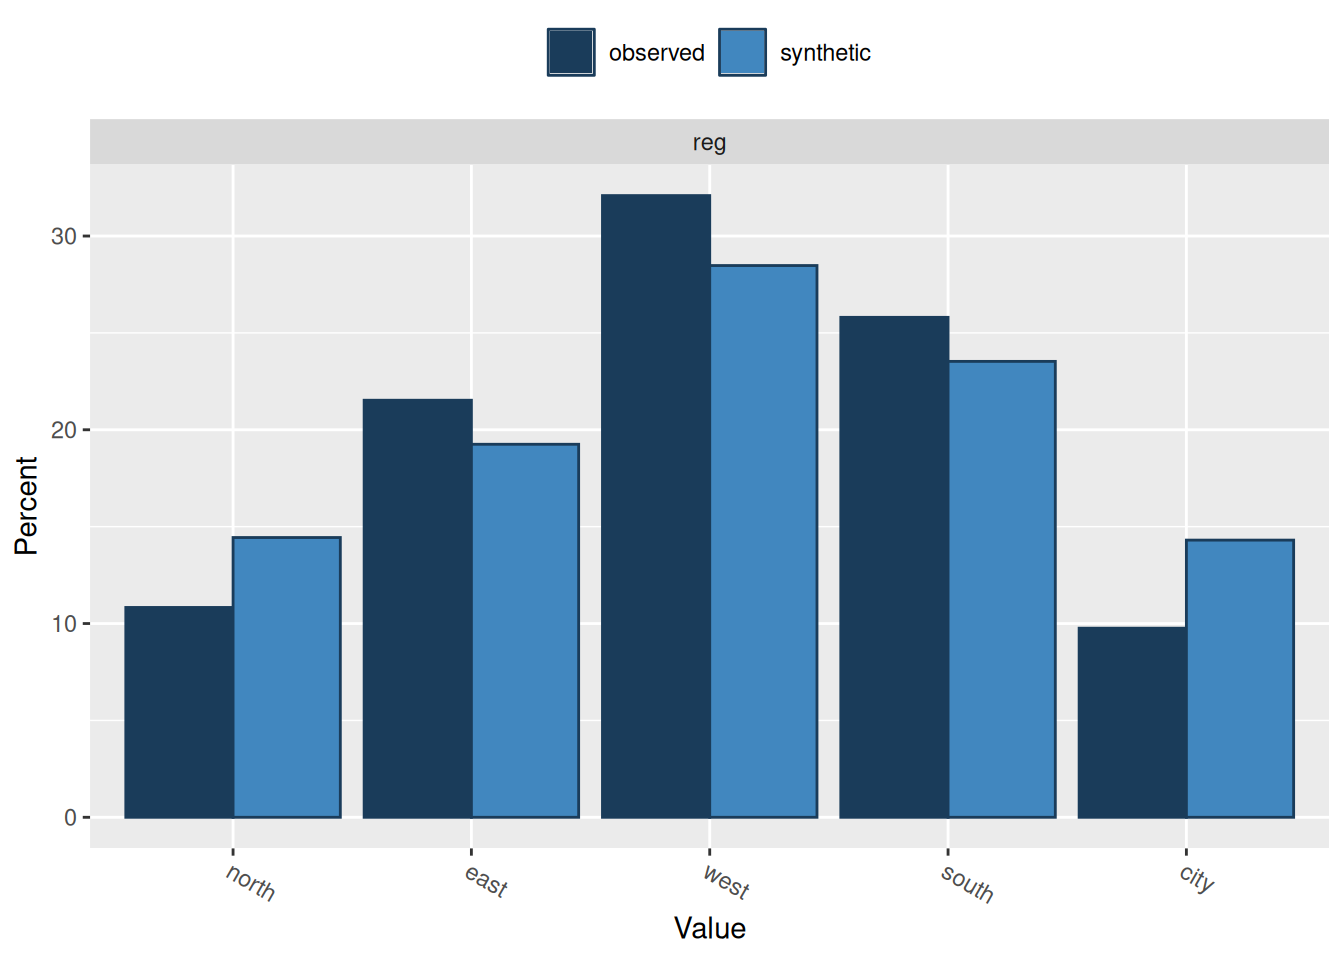 observed synthetic
reg
30
20
10
0
Percent
north east west south city
Value